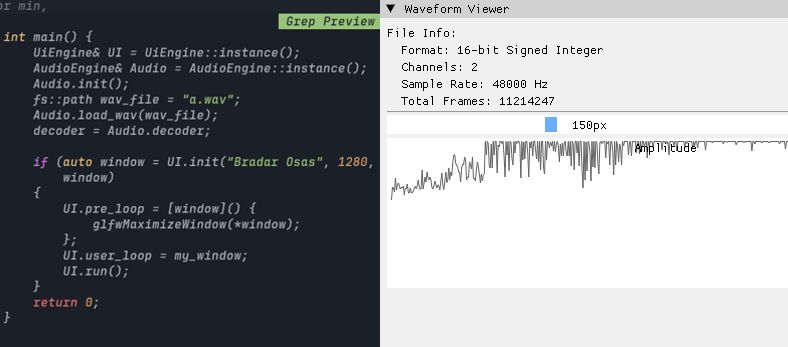 or min,
Grep Preview
int main() {
UiEngine& UI = UiEngine::instance();
AudioEngine& Audio = AudioEngine::instance();
Audio.init();
fs::path wav_file = "a.wav";
Audio.load_wav(wav_file);
decoder = Audio.decoder;
if (auto window = UI.init("Bradar Osas", 1280,
window)
{
UI.pre_loop = [window]() {
glfwMaximizeWindow(*window);
};
UI.user_loop = my_window;
UI.run();
}
return 0;
}
▼ Waveform Viewer
File Info:
Format: 16-bit Signed Integer
Channels: 2
Sample Rate: 48000 Hz
Total Frames: 11214247
150px
Amplitude